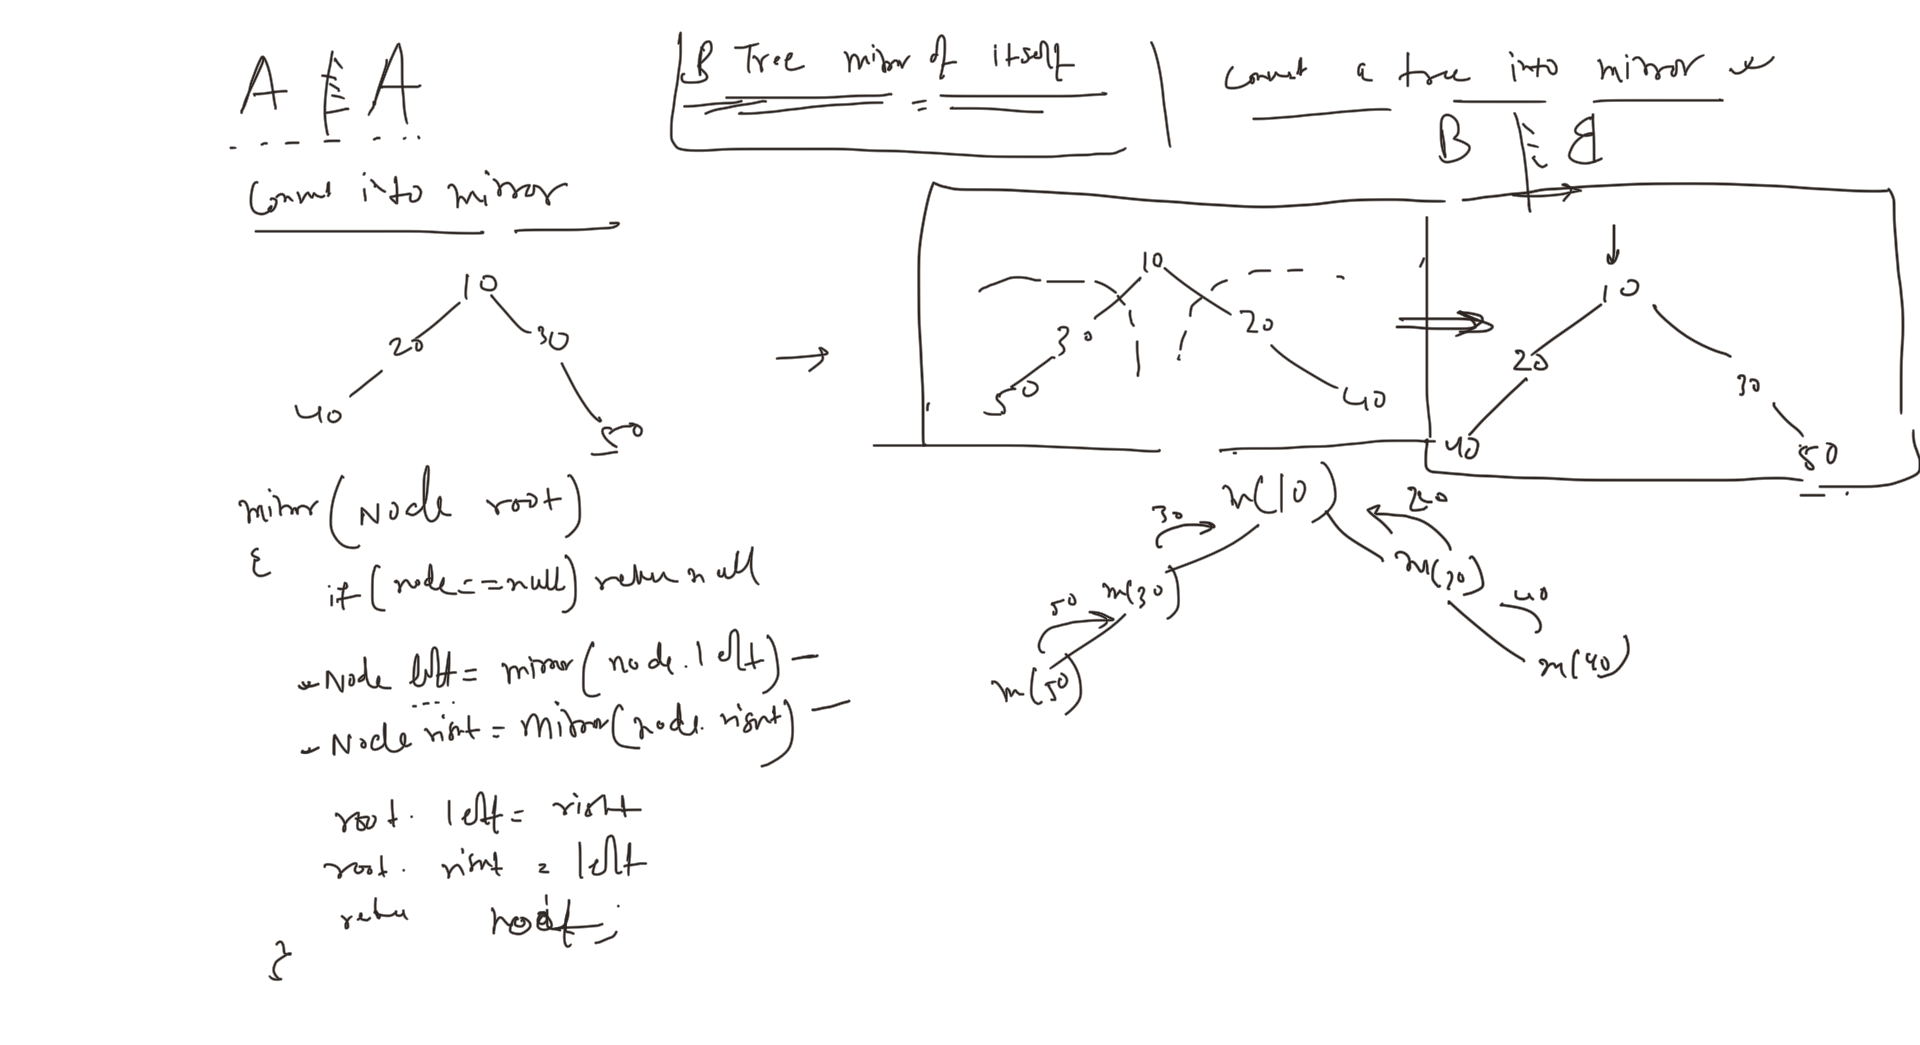 A A
B Tree mirror of itself
Convert a tree into mirror
B B
Convert into mirror
10
20 30
40 50
10
30 20
50 40
10
20 30
40 50
mirror (Node root)
{
if (node == null) return null
Node left = mirror (node.left)
Node right = Mirror (node.right)
root. left = right
root. right = left
return root;
}
m(10)
30 20
m(30) m(20)
50 40
m(50) m(40)